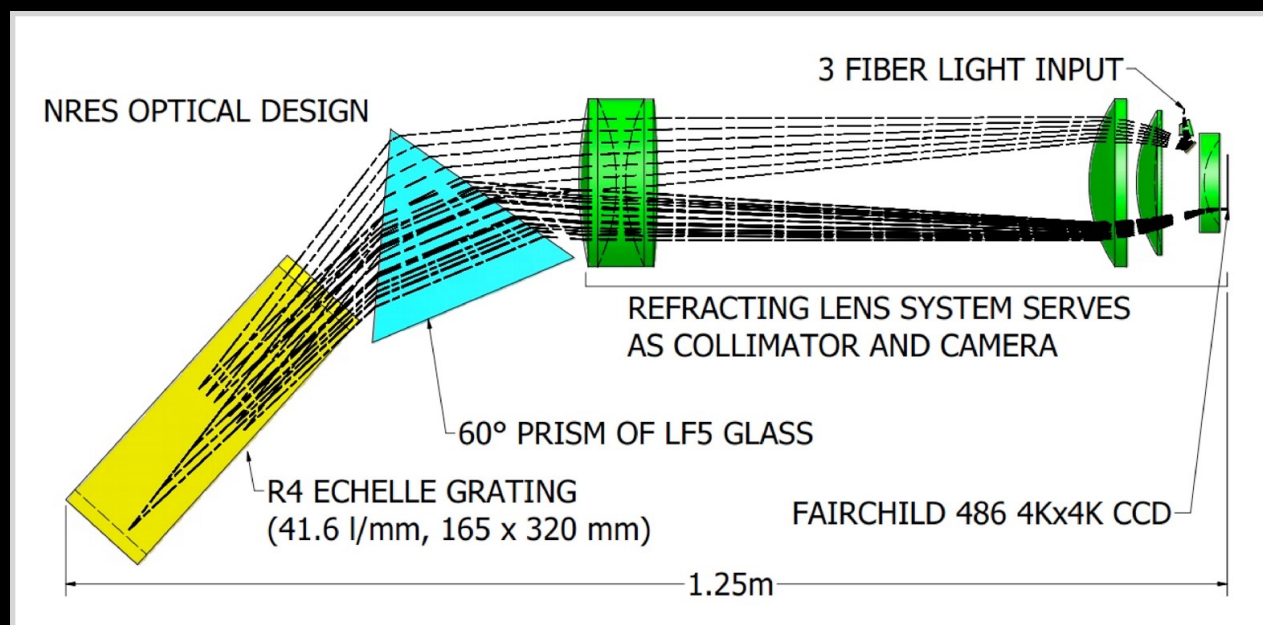 3 FIBER LIGHT INPUT
NRES OPTICAL DESIGN
REFRACTING LENS SYSTEM SERVES
AS COLLIMATOR AND CAMERA
60° PRISM OF LF5 GLASS
R4 ECHELLE GRATING
(41.6 l/mm, 165 x 320 mm)
FAIRCHILD 486 4Kx4K CCD
1.25m